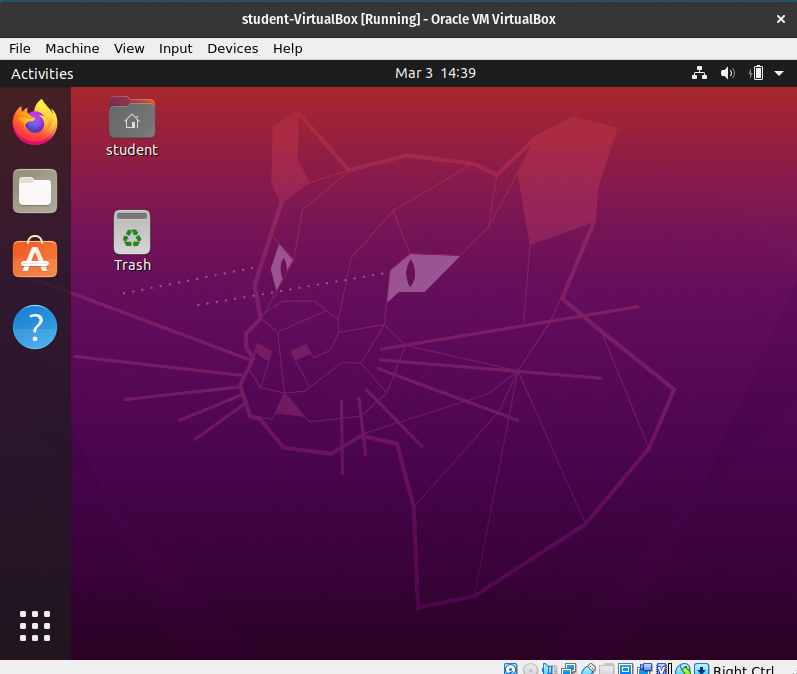 student-VirtualBox [Running] - Oracle VM VirtualBox
File Machine View Input Devices Help
Activities Mar 3 14:39
student
Trash
?
Right Ctrl